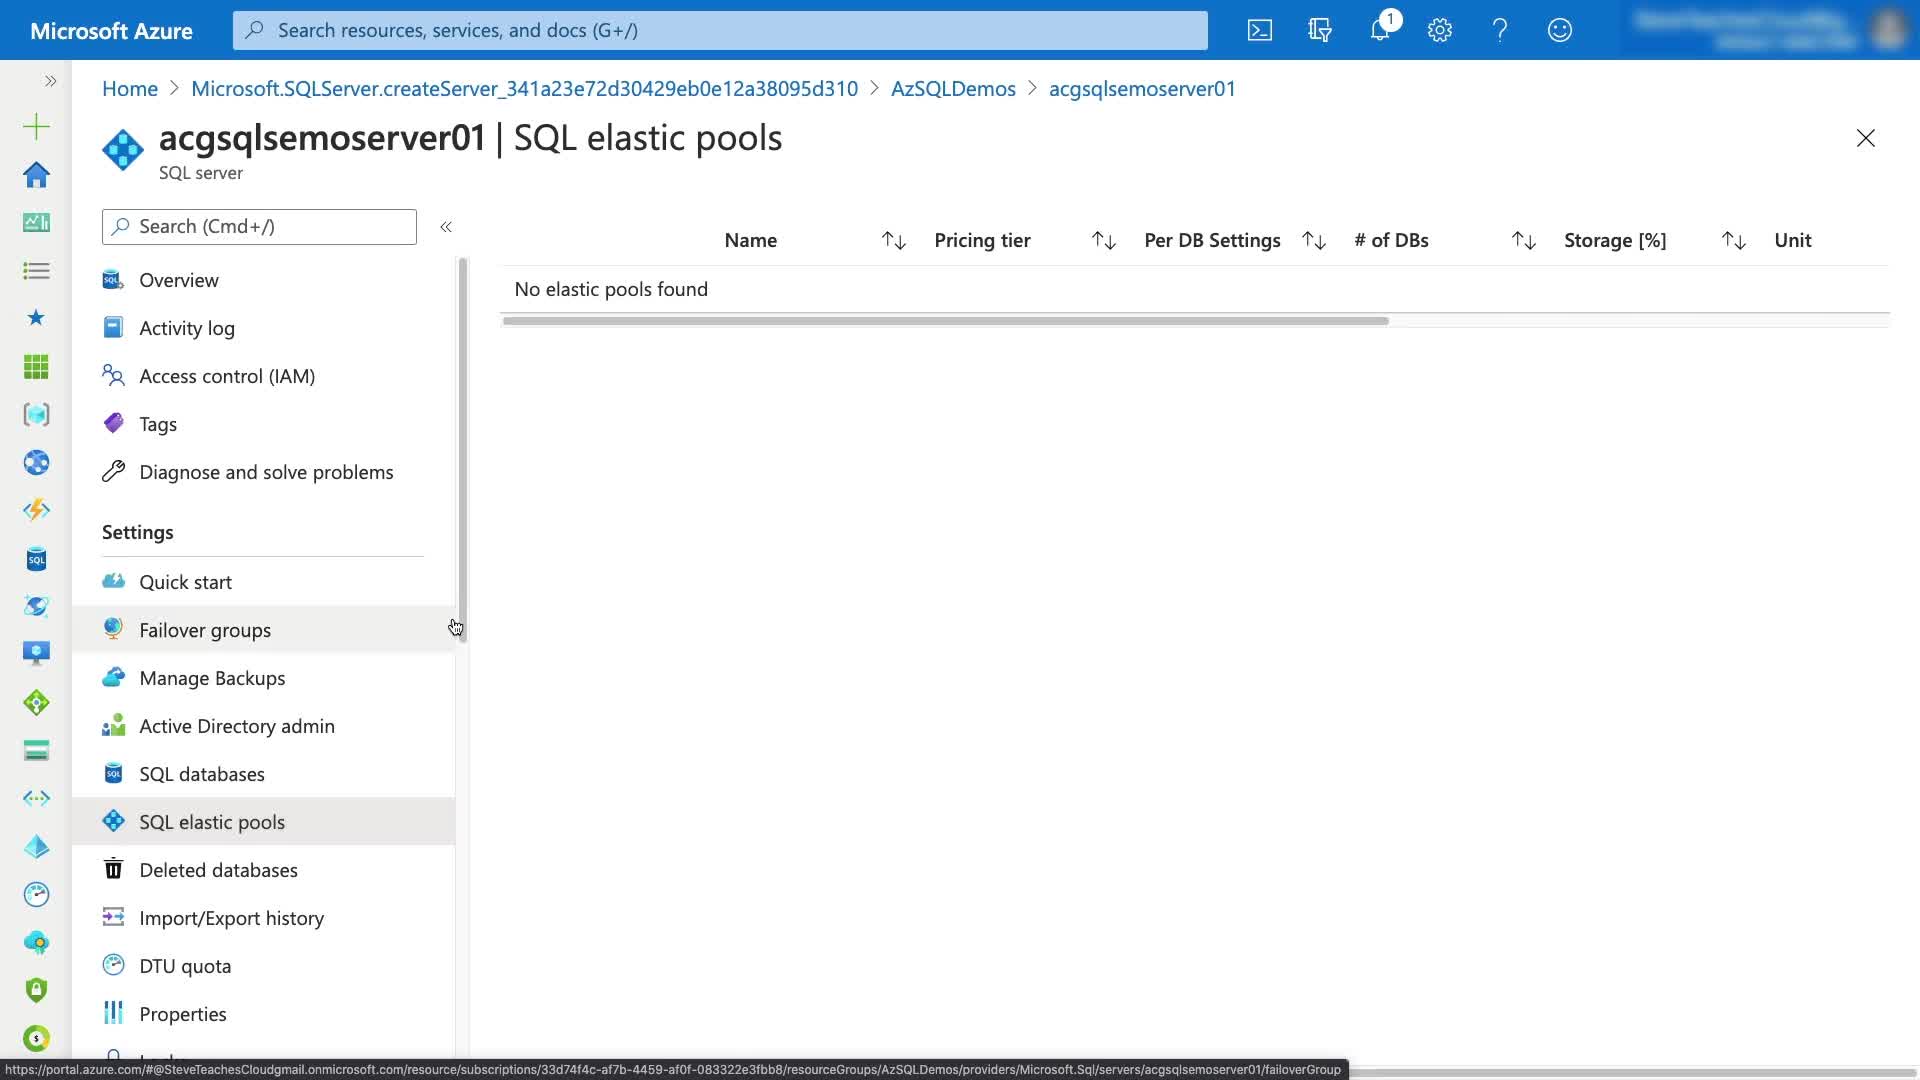 Microsoft Azure
Search resources, services, and docs (G+/)
1
Home > Microsoft.SQLServer.createServer_341a23e72d30429eb0e12a38095d310 > AzSQLDemos > acgsqlsemoserver01
acgsqlsemoserver01 | SQL elastic pools
SQL server
Search (Cmd+/)
Name Pricing tier Per DB Settings # of DBs Storage [%] Unit
No elastic pools found
Overview
Activity log
Access control (IAM)
Tags
Diagnose and solve problems
Settings
Quick start
Failover groups
Manage Backups
Active Directory admin
SQL databases
SQL elastic pools
Deleted databases
Import/Export history
DTU quota
Properties
https://portal.azure.com/#@SteveTeachesCloudgmail.onmicrosoft.com/resource/subscriptions/33d74f4c-af7b-4459-af0f-083322e3fbb8/resourceGroups/AzSQLDemos/providers/Microsoft.Sql/servers/acgsqlsemoserver01/failoverGroup